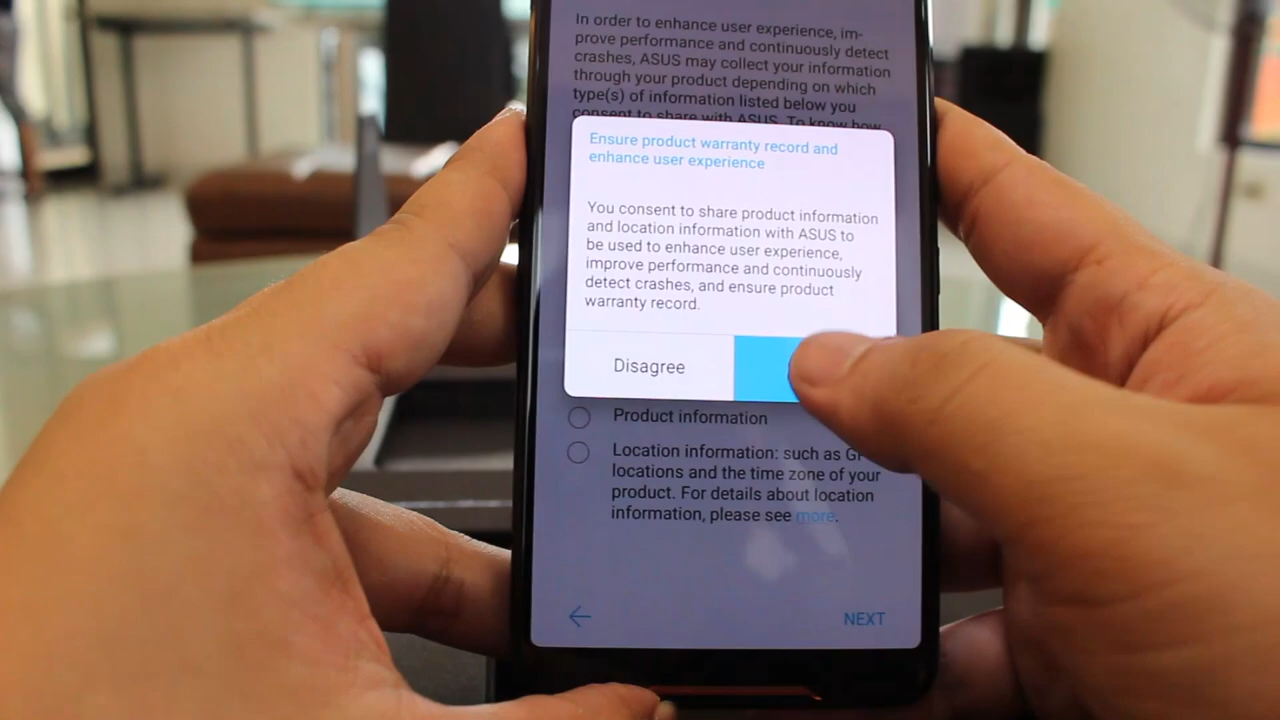 In order to enhance user experience, im-
prove performance and continuously detect
crashes, ASUS may collect your information
through your product depending on which
type(s) of information listed below you
consent to share with ASUS. To know how
Ensure product warranty record and
enhance user experience
You consent to share product information
and location information with ASUS to
be used to enhance user experience,
improve performance and continuously
detect crashes, and ensure product
warranty record.
Disagree
Product information
Location information: such as
locations and the time zone of your
product. For details about location
information, please see more.
NEXT